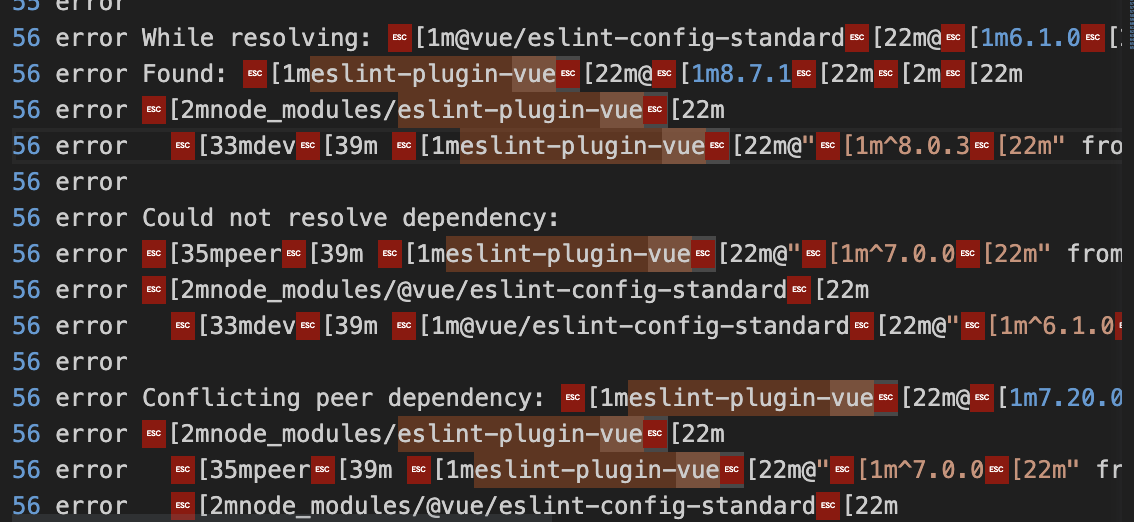 55 error
56 error While resolving: ESC[1m@vue/eslint-config-standardESC[22m@ESC[1m6.1.0ESC[
56 error Found: ESC[1meslint-plugin-vueESC[22m@ESC[1m8.7.1ESC[22mESC[2mESC[22m
56 error ESC[2mnode_modules/eslint-plugin-vueESC[22m
56 error   ESC[33mdevESC[39m ESC[1meslint-plugin-vueESC[22m@"ESC[1m^8.0.3ESC[22m" fro
56 error
56 error Could not resolve dependency:
56 error ESC[35mpeerESC[39m ESC[1meslint-plugin-vueESC[22m@"ESC[1m^7.0.0ESC[22m" from
56 error ESC[2mnode_modules/@vue/eslint-config-standardESC[22m
56 error   ESC[33mdevESC[39m ESC[1m@vue/eslint-config-standardESC[22m@"ESC[1m^6.1.0
56 error
56 error Conflicting peer dependency: ESC[1meslint-plugin-vueESC[22m@ESC[1m7.20.0
56 error ESC[2mnode_modules/eslint-plugin-vueESC[22m
56 error   ESC[35mpeerESC[39m ESC[1meslint-plugin-vueESC[22m@"ESC[1m^7.0.0ESC[22m" fr
56 error   ESC[2mnode_modules/@vue/eslint-config-standardESC[22m